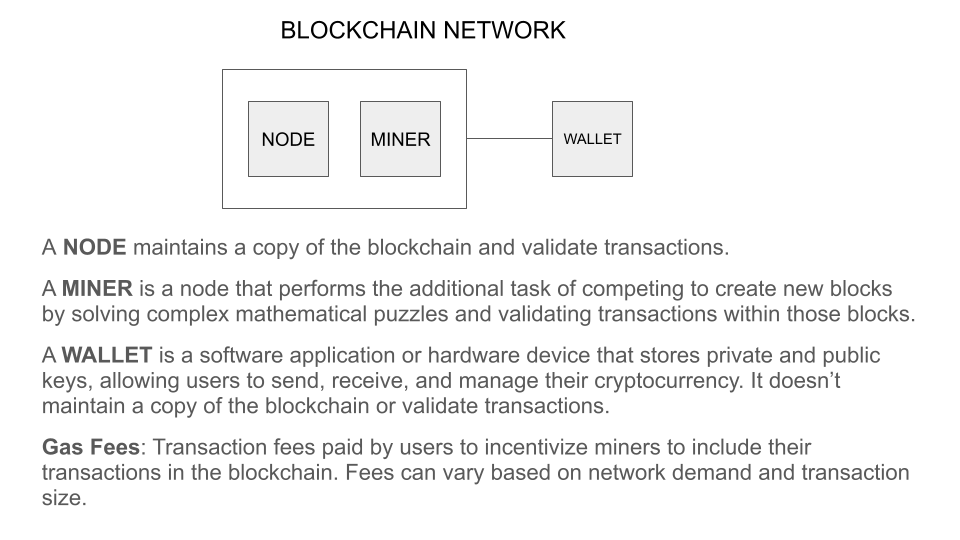 BLOCKCHAIN NETWORK
NODE
MINER
WALLET
A NODE maintains a copy of the blockchain and validate transactions.
A MINER is a node that performs the additional task of competing to create new blocks
by solving complex mathematical puzzles and validating transactions within those blocks.
A WALLET is a software application or hardware device that stores private and public
keys, allowing users to send, receive, and manage their cryptocurrency. It doesn’t
maintain a copy of the blockchain or validate transactions.
Gas Fees: Transaction fees paid by users to incentivize miners to include their
transactions in the blockchain. Fees can vary based on network demand and transaction
size.